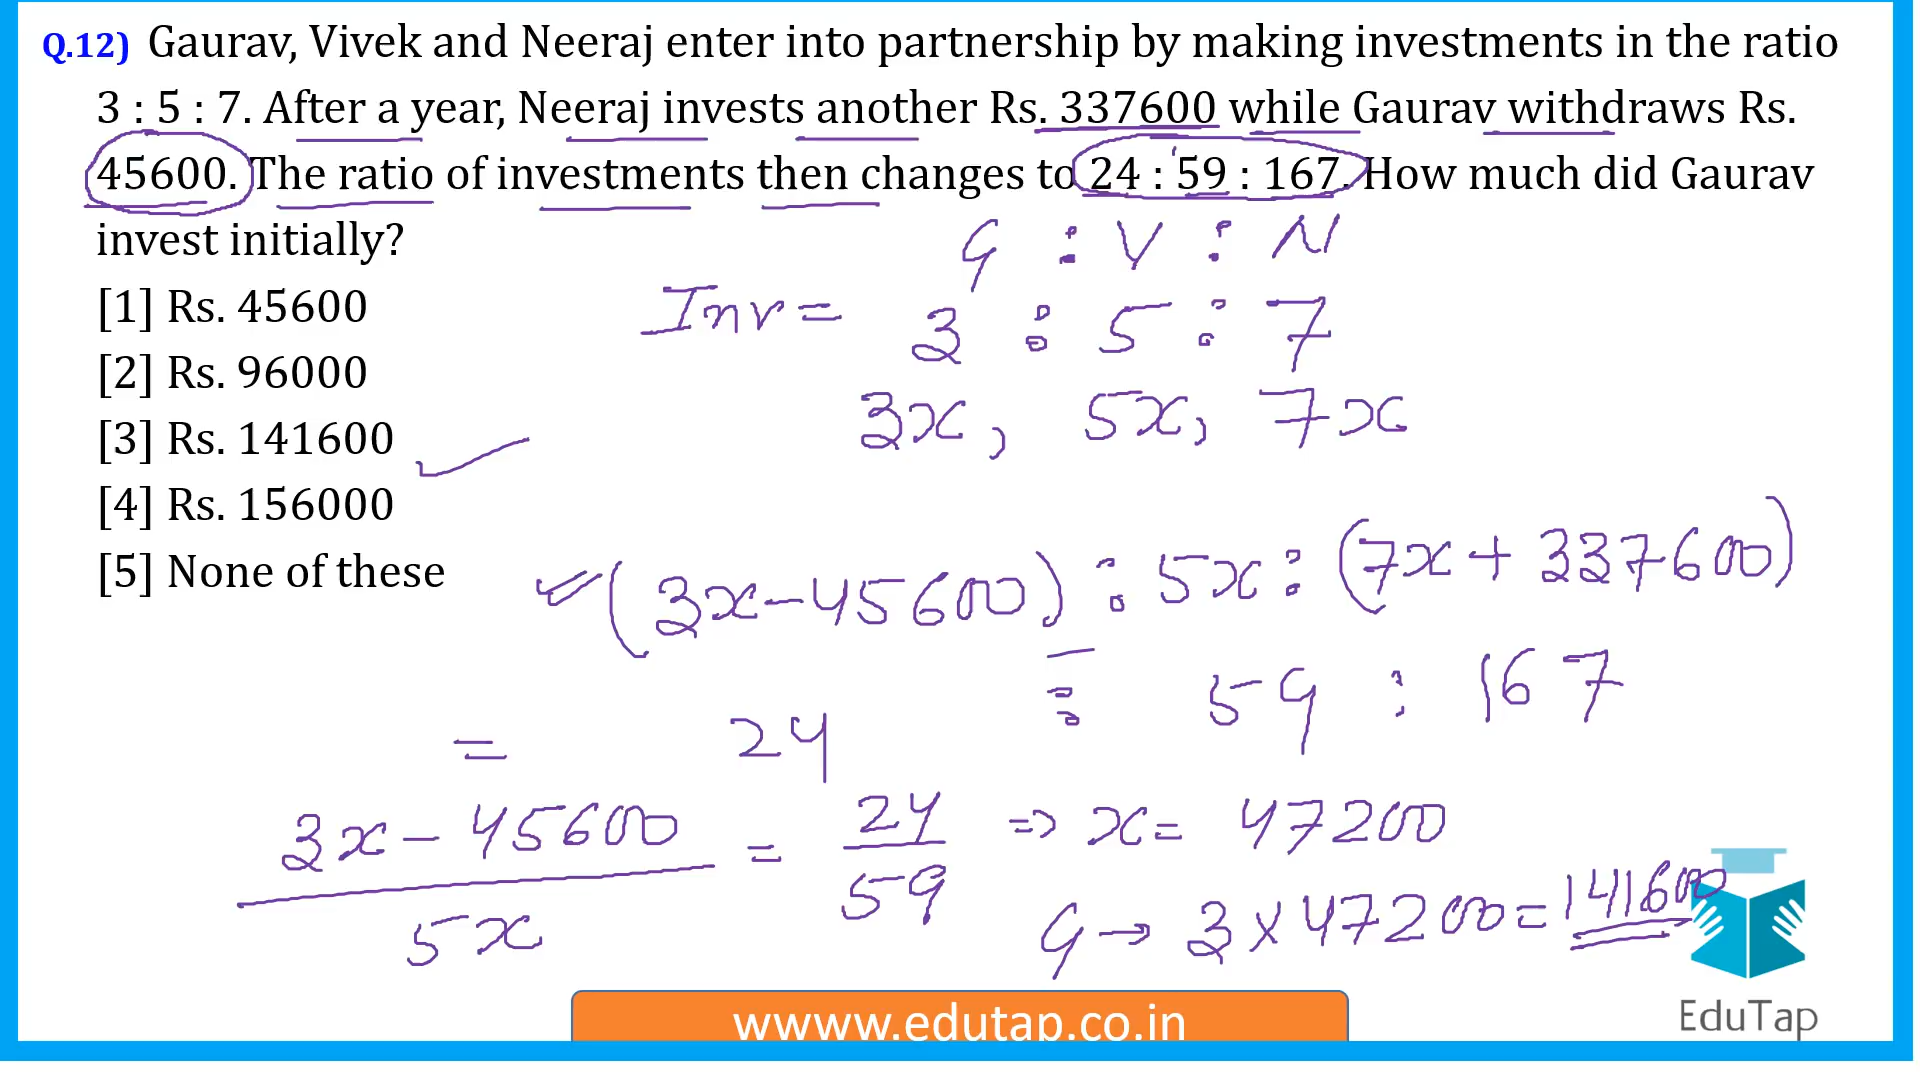 Q.12) Gaurav, Vivek and Neeraj enter into partnership by making investments in the ratio
3 : 5 : 7. After a year, Neeraj invests another Rs. 337600 while Gaurav withdraws Rs.
45600. The ratio of investments then changes to 24 : 59 : 167. How much did Gaurav
invest initially?
G : V : N
[1] Rs. 45600
Inv = 3 : 5 : 7
[2] Rs. 96000
3x, 5x, 7x
[3] Rs. 141600
[4] Rs. 156000
[5] None of these
(3x - 45600) : 5x : (7x + 337600)
= 24 : 59 : 167
3x - 45600 / 5x = 24 / 59 => x = 47200
G → 3 × 47200 = 141600
EduTap
wwww.edutap.co.in